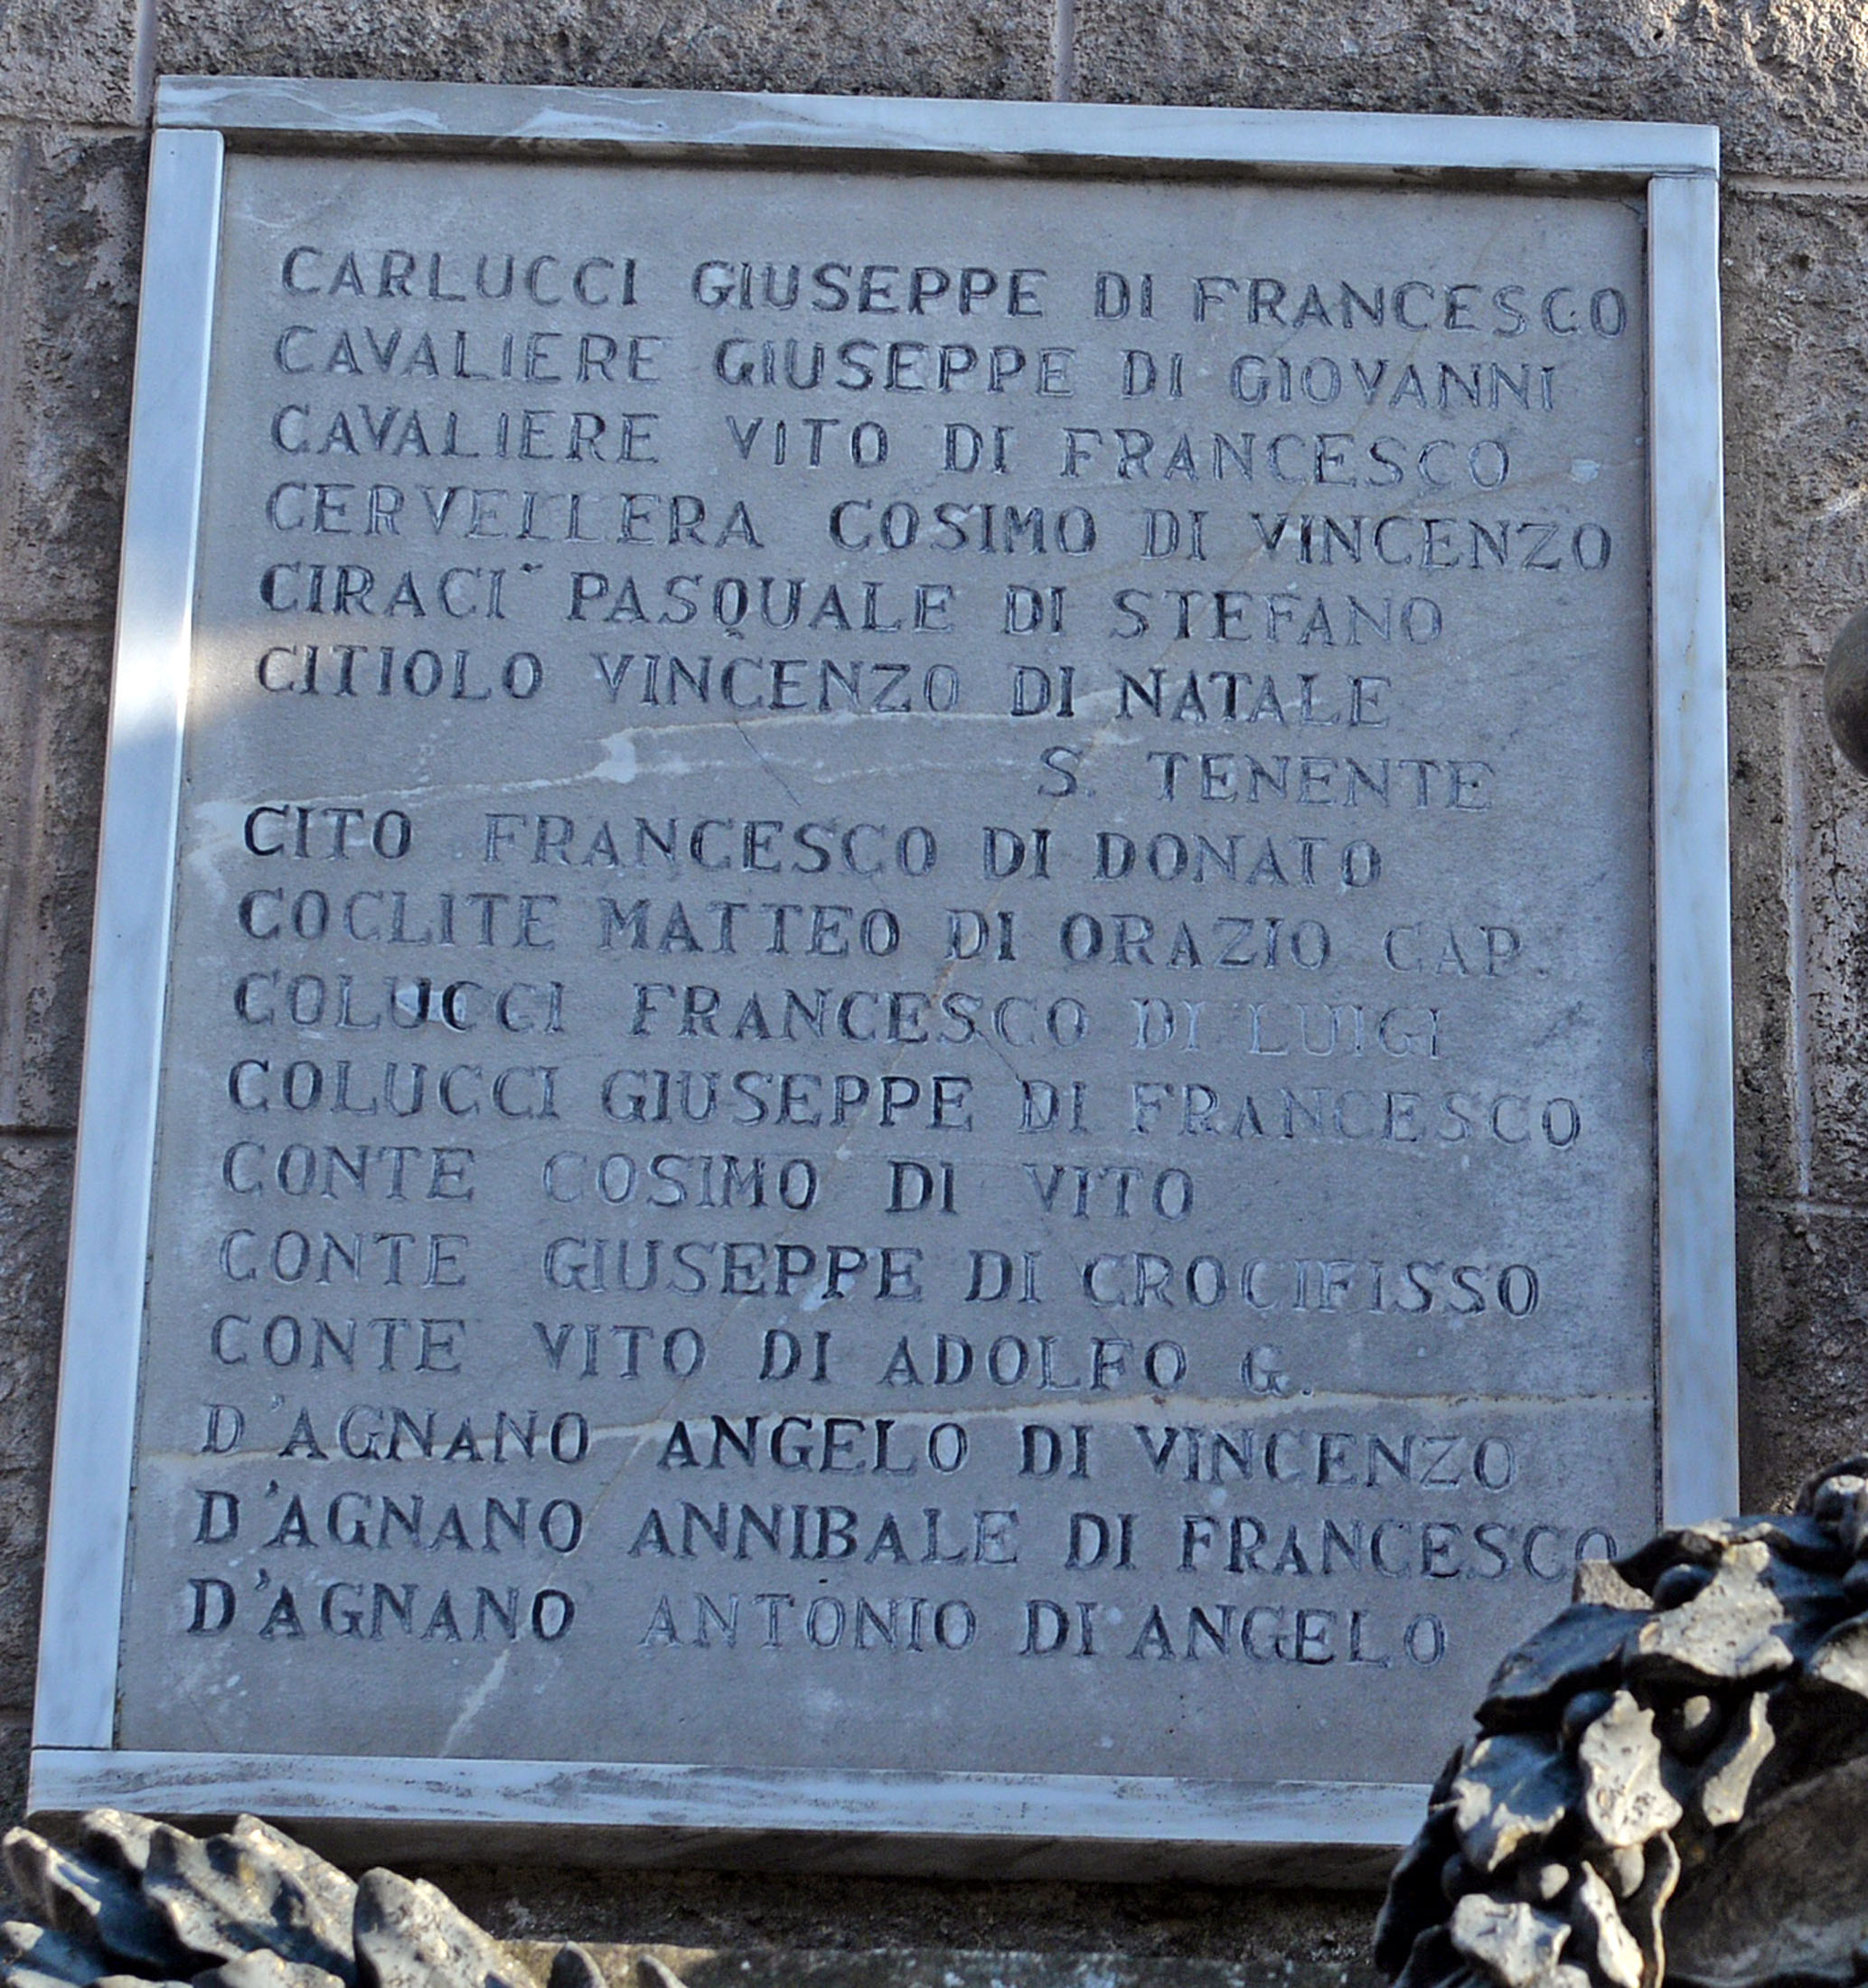 CARLUCCI GIUSEPPE DI FRANCESCO
CAVALIERE GIUSEPPE DI GIOVANNI
CAVALIERE VITO DI FRANCESCO
CERVELLERA COSIMO DI VINCENZO
CIRACI' PASQUALE DI STEFANO
CITIOLO VINCENZO DI NATALE
S. TENENTE
CITO FRANCESCO DI DONATO
COCLITE MATTEO DI ORAZIO CAP.
COLUCCI FRANCESCO DI LUIGI
COLUCCI GIUSEPPE DI FRANCESCO
CONTE COSIMO DI VITO
CONTE GIUSEPPE DI CROCIFISSO
CONTE VITO DI ADOLFO G.
D'AGNANO ANGELO DI VINCENZO
D'AGNANO ANNIBALE DI FRANCESCO
D'AGNANO ANTONIO DI ANGELO